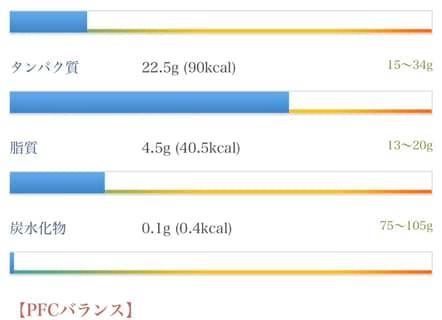 タンパク質 22.5g (90kcal) 15～34g
脂質 4.5g (40.5kcal) 13～20g
炭水化物 0.1g (0.4kcal) 75～105g
【PFCバランス】